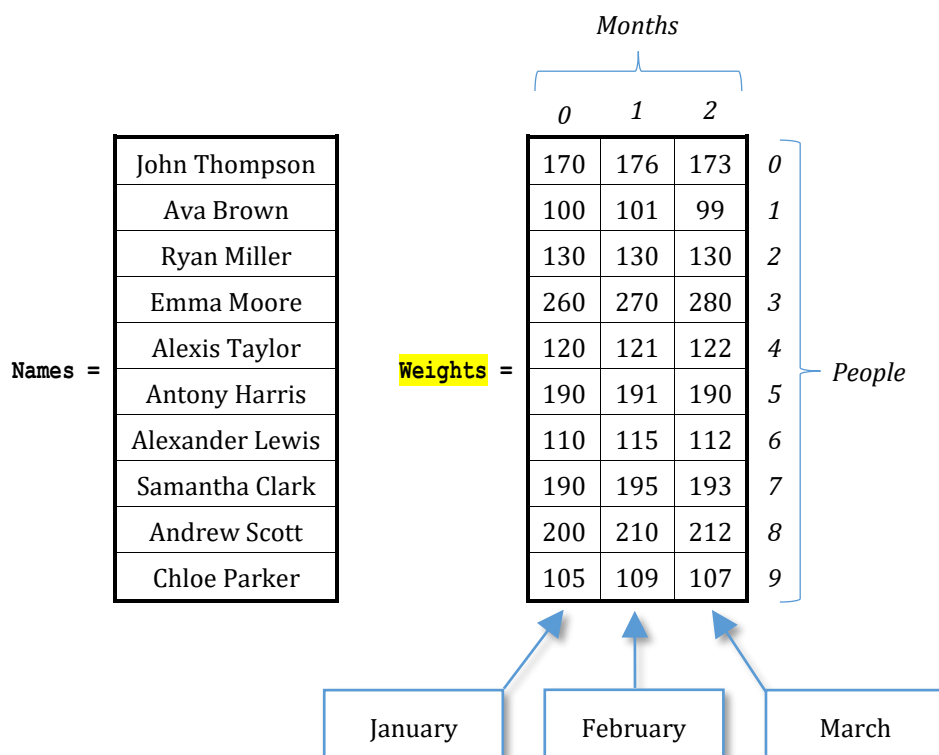 Months
0 1 2
John Thompson 170 176 173 0
Ava Brown 100 101 99 1
Ryan Miller 130 130 130 2
Emma Moore 260 270 280 3
Names = Alexis Taylor Weights = 120 121 122 4 People
Antony Harris 190 191 190 5
Alexander Lewis 110 115 112 6
Samantha Clark 190 195 193 7
Andrew Scott 200 210 212 8
Chloe Parker 105 109 107 9
January February March